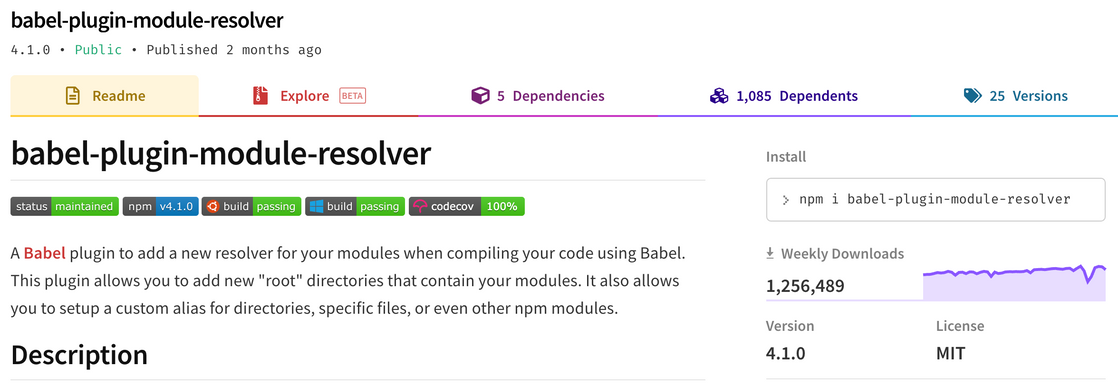 babel-plugin-module-resolver
4.1.0 • Public • Published 2 months ago
Readme
Explore BETA
5 Dependencies
1,085 Dependents
25 Versions
babel-plugin-module-resolver
status maintained npm v4.1.0 build passing build passing codecov 100%
A Babel plugin to add a new resolver for your modules when compiling your code using Babel.
This plugin allows you to add new "root" directories that contain your modules. It also allows
you to setup a custom alias for directories, specific files, or even other npm modules.
Description
Install
> npm i babel-plugin-module-resolver
Weekly Downloads
1,256,489
Version
4.1.0
License
MIT